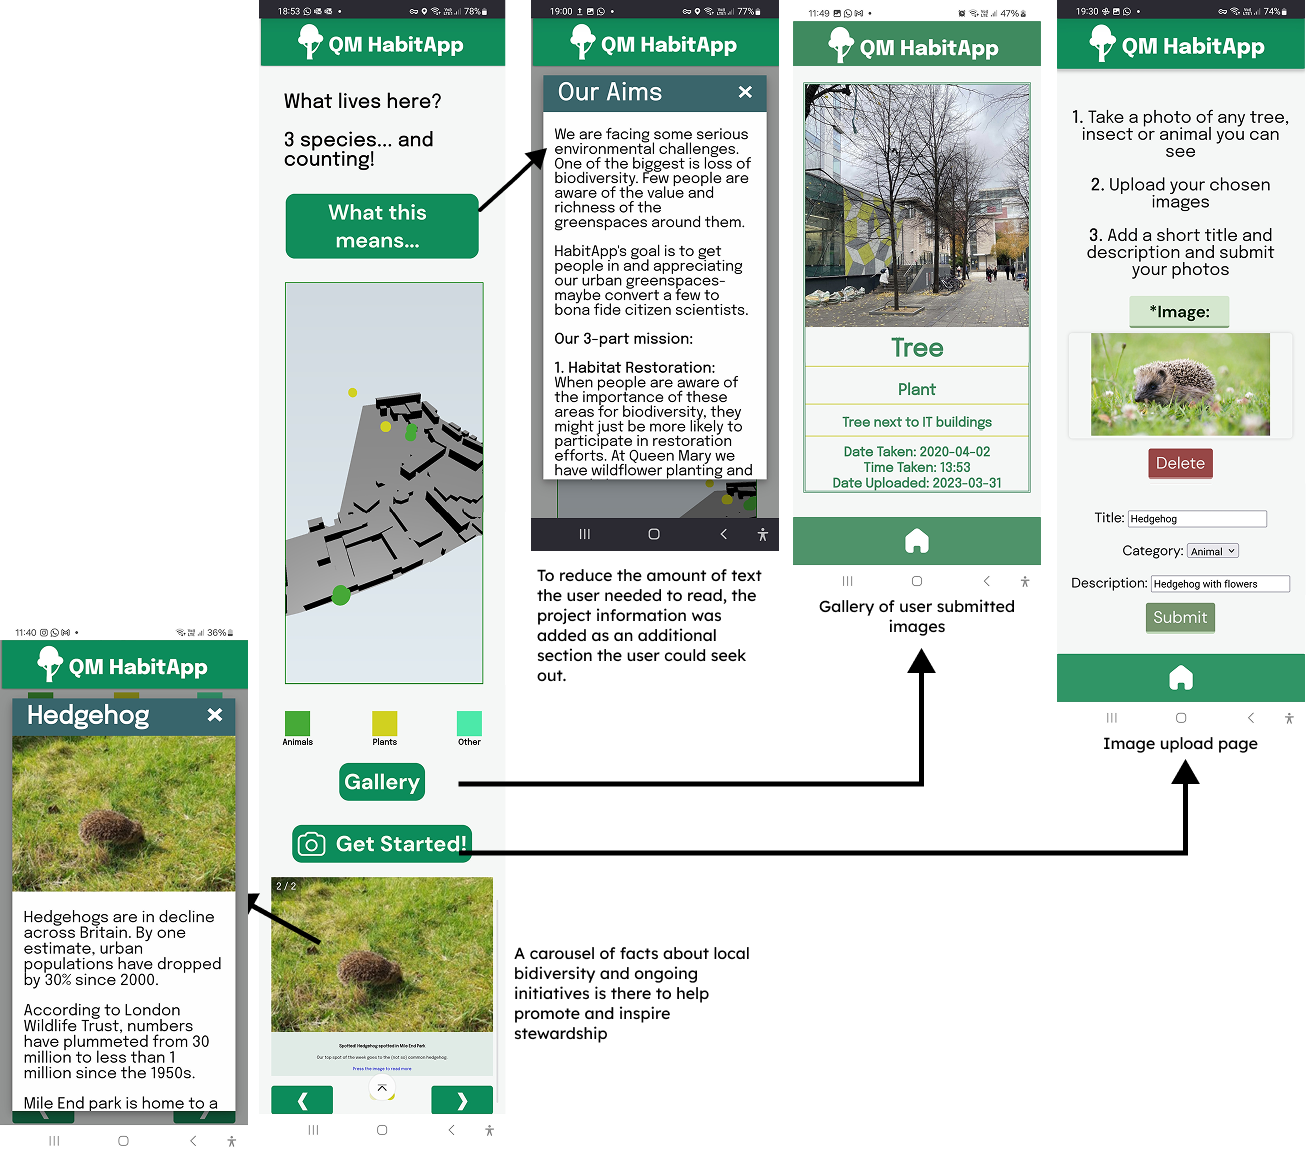 18:53
78%
QM HabitApp
What lives here?
3 species... and
counting!
What this
means...
Animals
Plants
Other
Gallery
Get Started!
2 / 2
Spotted! Hedgehog spotted in Mile End Park
Our top spot of the week goes to the (not so) common hedgehog.
Press the image to read more
❮
❯
19:00
77%
QM HabitApp
Our Aims
×
We are facing some serious
environmental challenges.
One of the biggest is loss of
biodiversity. Few people are
aware of the value and
richness of the
greenspaces around them.
HabitApp's goal is to get
people in and appreciating
our urban greenspaces-
maybe convert a few to
bona fide citizen scientists.
Our 3-part mission:
1. Habitat Restoration:
When people are aware of
the importance of these
areas for biodiversity, they
might just be more likely to
participate in restoration
efforts. At Queen Mary we
have wildflower planting and
To reduce the amount of text
the user needed to read, the
project information was
added as an additional
section the user could seek
out.
11:49
47%
QM HabitApp
Tree
Plant
Tree next to IT buildings
Date Taken: 2020-04-02
Time Taken: 13:53
Date Uploaded: 2023-03-31
Gallery of user submitted
images
19:30
74%
QM HabitApp
1. Take a photo of any tree,
insect or animal you can
see
2. Upload your chosen
images
3. Add a short title and
description and submit
your photos
*Image:
Delete
Title: Hedgehog
Category: Animal
Description: Hedgehog with flowers
Submit
Image upload page
11:40
36%
QM HabitApp
Hedgehog
×
Hedgehogs are in decline
across Britain. By one
estimate, urban
populations have dropped
by 30% since 2000.
According to London
Wildlife Trust, numbers
have plummeted from 30
million to less than 1
million since the 1950s.
Mile End park is home to a
A carousel of facts about local
bidiversity and ongoing
initiatives is there to help
promote and inspire
stewardship